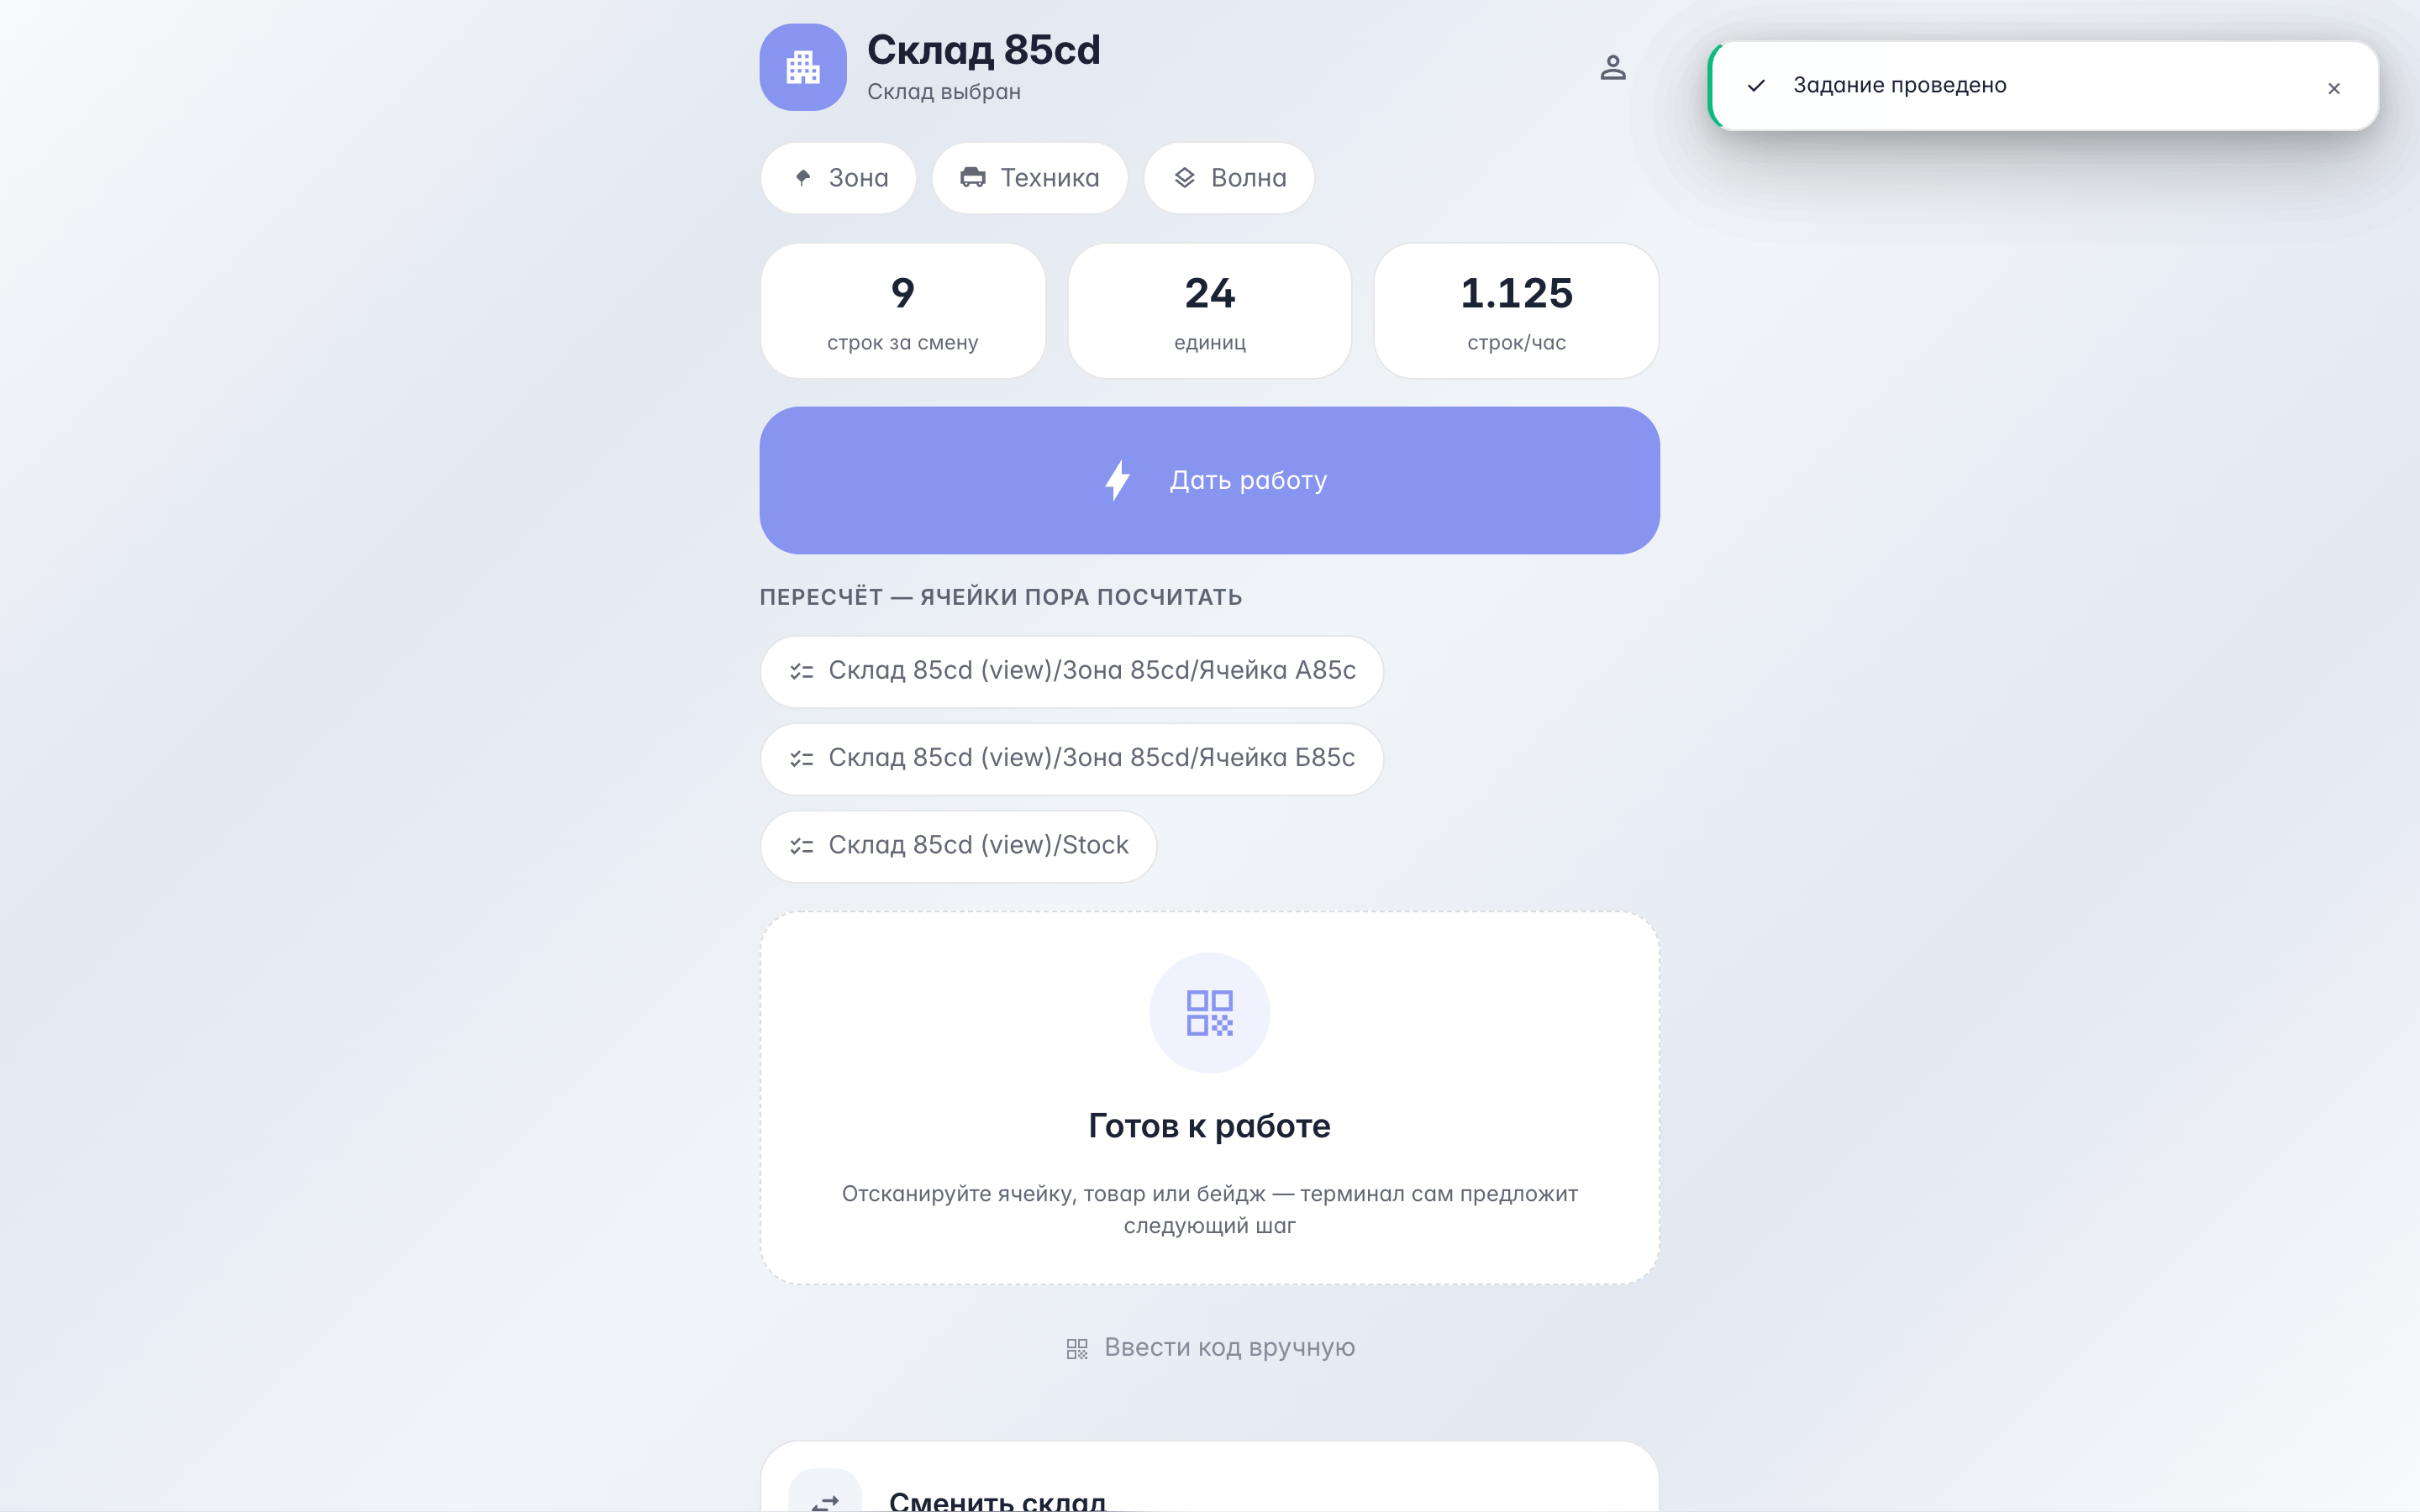 Склад 85cd
Склад выбран
Задание проведено
Зона
Техника
Волна
9
строк за смену
24
единиц
1.125
строк/час
Дать работу
ПЕРЕСЧЁТ — ЯЧЕЙКИ ПОРА ПОСЧИТАТЬ
Склад 85cd (view)/Зона 85cd/Ячейка А85c
Склад 85cd (view)/Зона 85cd/Ячейка Б85c
Склад 85cd (view)/Stock
Готов к работе
Отсканируйте ячейку, товар или бейдж — терминал сам предложит
следующий шаг
Ввести код вручную
Сменить склад